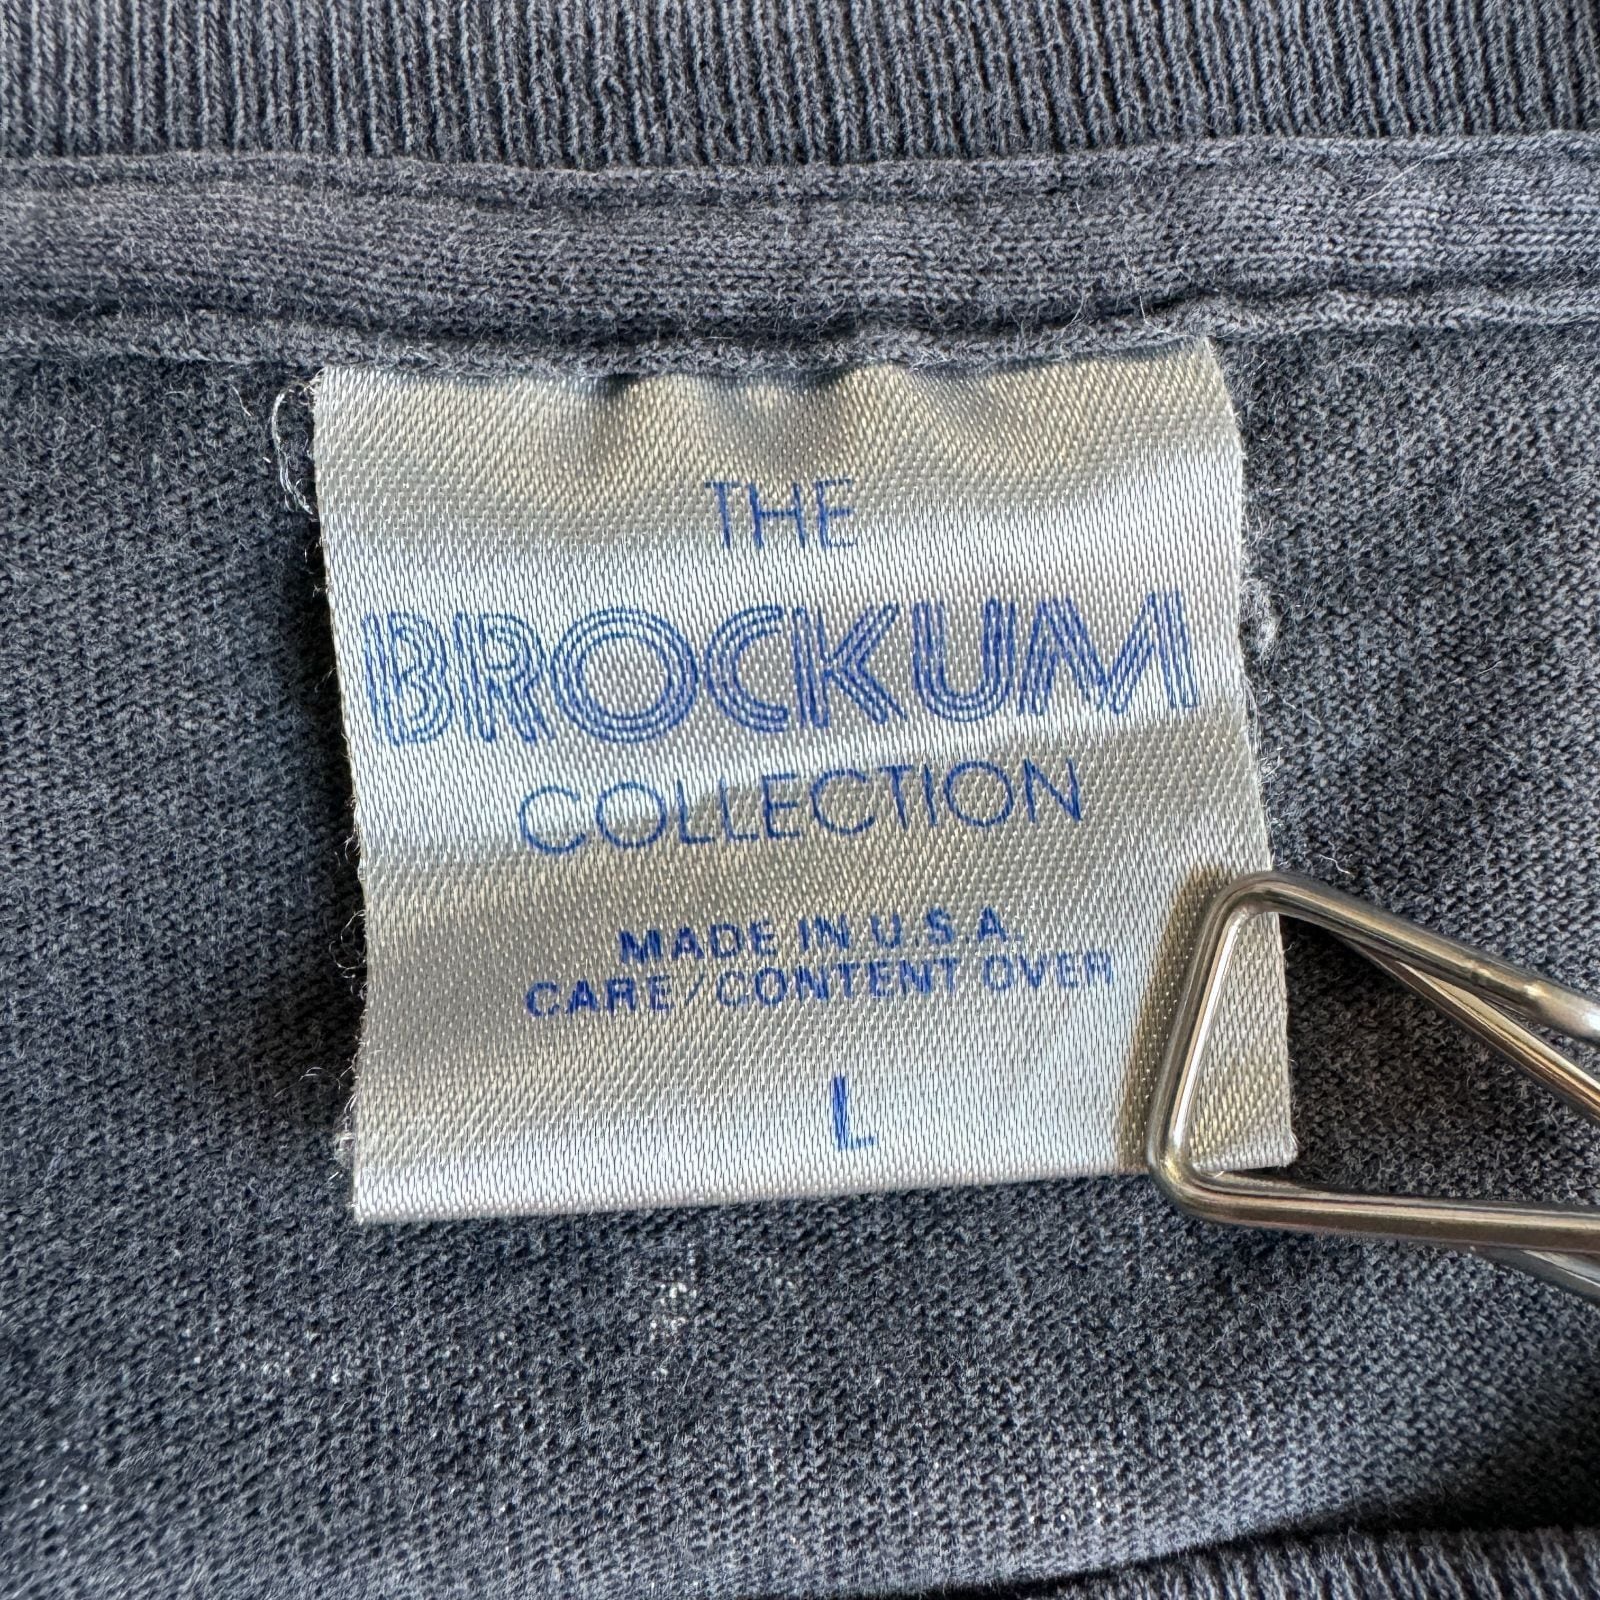 THE
BROCKUM
COLLECTION
MADE IN U.S.A.
CARE/CONTENT OVER
L